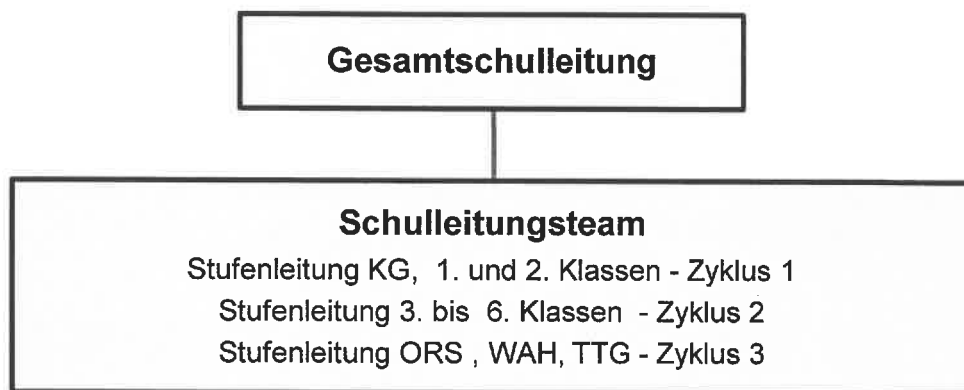 Gesamtschulleitung
Schulleitungsteam
Stufenleitung KG, 1. und 2. Klassen - Zyklus 1
Stufenleitung 3. bis 6. Klassen - Zyklus 2
Stufenleitung ORS , WAH, TTG - Zyklus 3